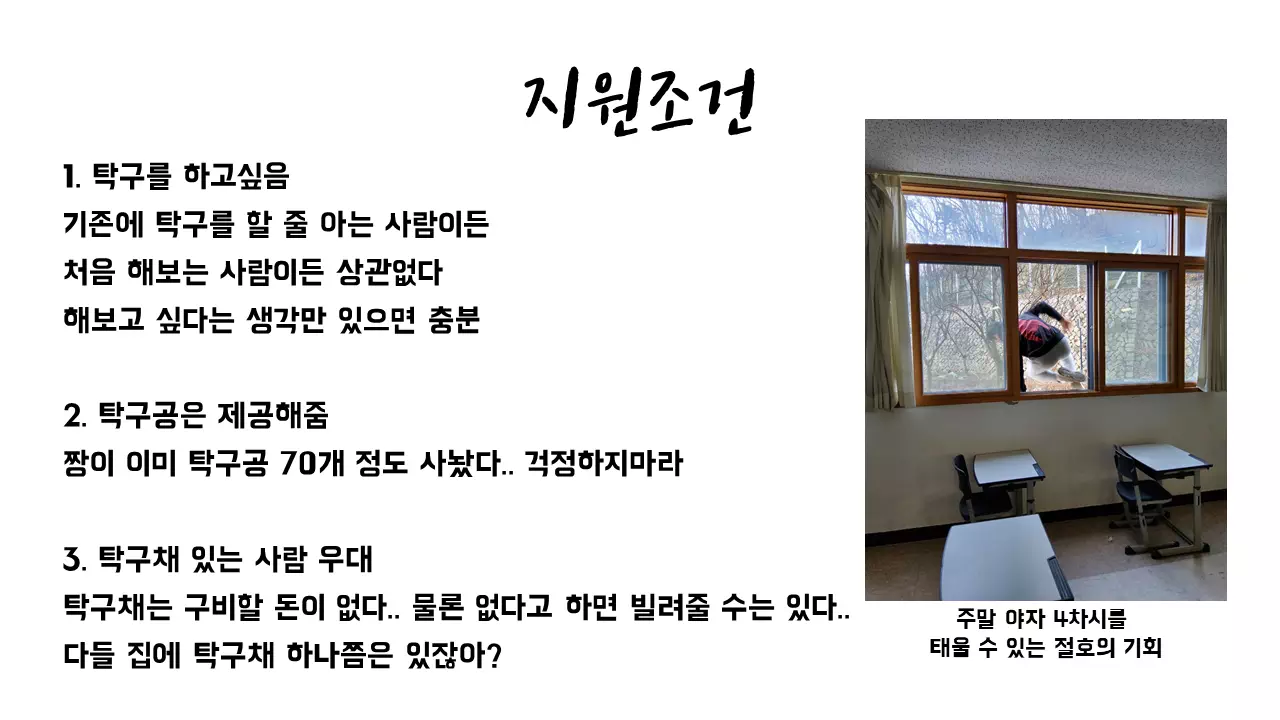 지원조건
1. 탁구를 하고싶음
기존에 탁구를 할 줄 아는 사람이든
처음 해보는 사람이든 상관없다
해보고 싶다는 생각만 있으면 충분
2. 탁구공은 제공해줌
짱이 이미 탁구공 70개 정도 사놨다.. 걱정하지마라
3. 탁구채 있는 사람 우대
탁구채는 구비할 돈이 없다.. 물론 없다고 하면 빌려줄 수는 있다..
다들 집에 탁구채 하나쯤은 있잖아?
주말 야자 4차시를
태울 수 있는 절호의 기회